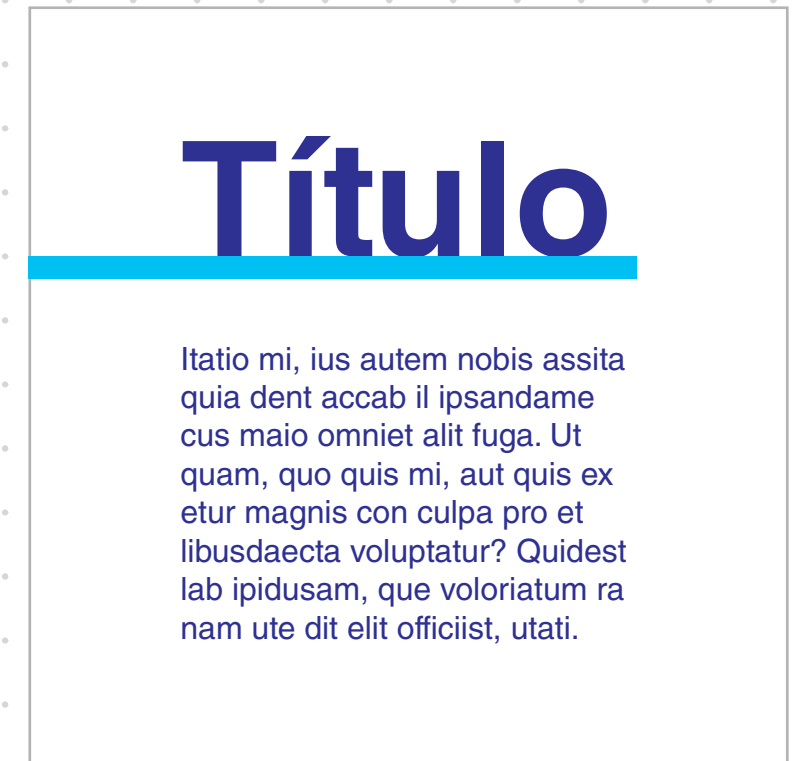 Título
Itatio mi, ius autem nobis assita
quia dent accab il ipsandame
cus maio omniet alit fuga. Ut
quam, quo quis mi, aut quis ex
etur magnis con culpa pro et
libusdaecta voluptatur? Quidest
lab ipidusam, que voloriatum ra
nam ute dit elit officiist, utati.